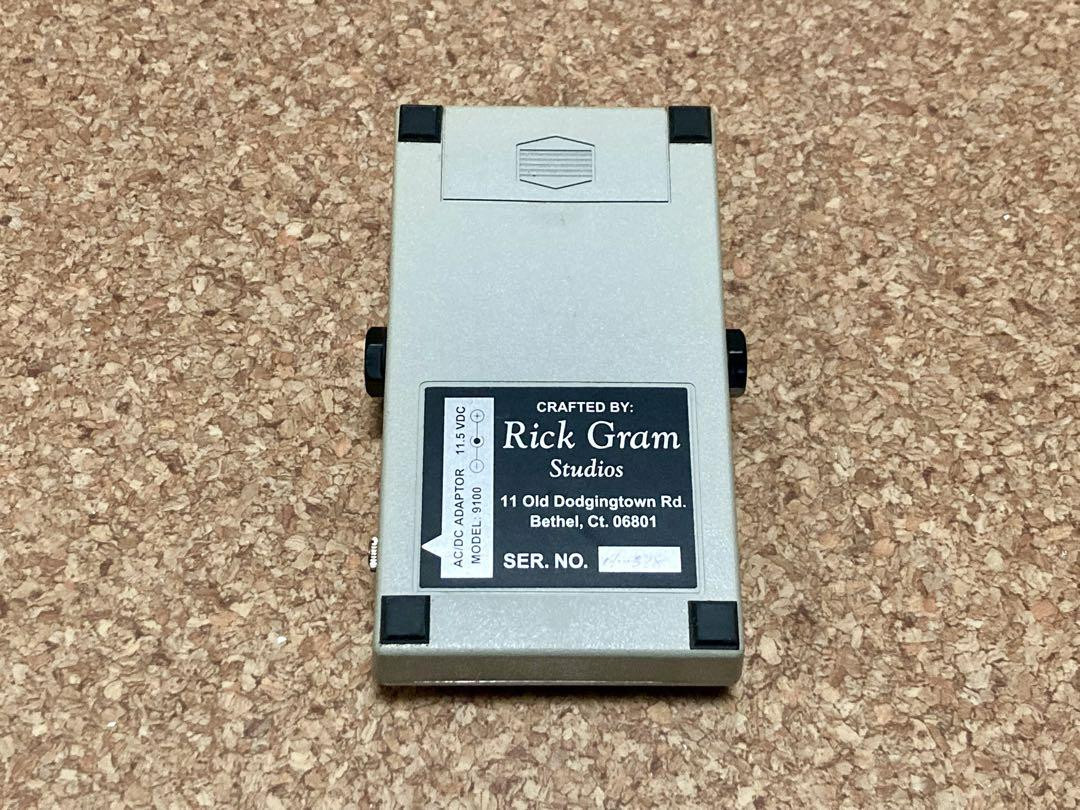 CRAFTED BY:
Rick Gram
Studios
11 Old Dodgingtown Rd.
Bethel, Ct. 06801
SER. NO.
AC/DC ADAPTOR 11.5 VDC
MODEL: 9100